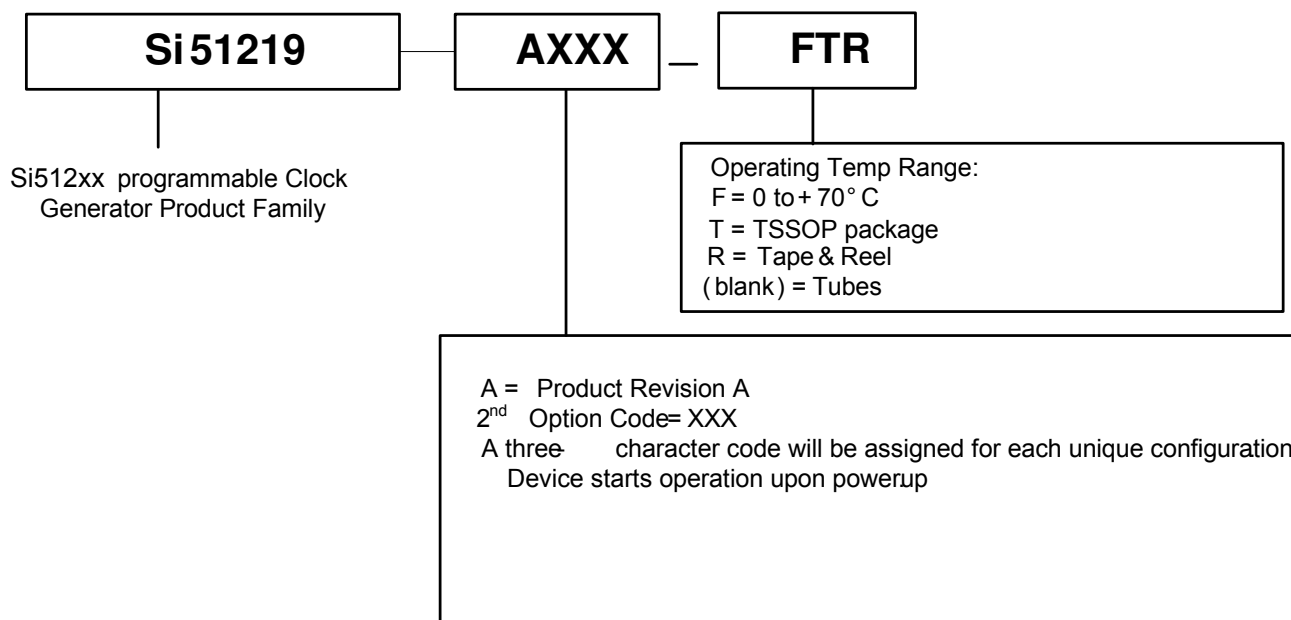 Si51219 AXXX – FTR
Si512xx programmable Clock
Generator Product Family
Operating Temp Range:
F = 0 to + 70° C
T = TSSOP package
R = Tape & Reel
(blank) = Tubes
A = Product Revision A
2nd Option Code= XXX
A three- character code will be assigned for each unique configuration
Device starts operation upon powerup